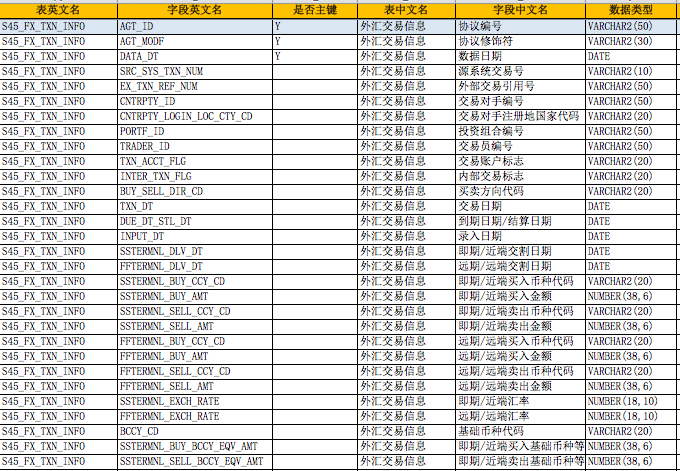 表英文名 字段英文名 是否主键 表中文名 字段中文名 数据类型
S45_FX_TXN_INFO AGT_ID Y 外汇交易信息 协议编号 VARCHAR2(50)
S45_FX_TXN_INFO AGT_MODF Y 外汇交易信息 协议修饰符 VARCHAR2(30)
S45_FX_TXN_INFO DATA_DT Y 外汇交易信息 数据日期 DATE
S45_FX_TXN_INFO SRC_SYS_TXN_NUM 外汇交易信息 源系统交易号 VARCHAR2(10)
S45_FX_TXN_INFO EX_TXN_REF_NUM 外汇交易信息 外部交易引用号 VARCHAR2(50)
S45_FX_TXN_INFO CNTRPTY_ID 外汇交易信息 交易对手编号 VARCHAR2(50)
S45_FX_TXN_INFO CNTRPTY_LOGIN_LOC_CTY_CD 外汇交易信息 交易对手注册地国家代码 VARCHAR2(20)
S45_FX_TXN_INFO PORTF_ID 外汇交易信息 投资组合编号 VARCHAR2(50)
S45_FX_TXN_INFO TRADER_ID 外汇交易信息 交易员编号 VARCHAR2(50)
S45_FX_TXN_INFO TXN_ACCT_FLG 外汇交易信息 交易账户标志 VARCHAR2(20)
S45_FX_TXN_INFO INTER_TXN_FLG 外汇交易信息 内部交易标志 VARCHAR2(20)
S45_FX_TXN_INFO BUY_SELL_DIR_CD 外汇交易信息 买卖方向代码 VARCHAR2(20)
S45_FX_TXN_INFO TXN_DT 外汇交易信息 交易日期 DATE
S45_FX_TXN_INFO DUE_DT_STL_DT 外汇交易信息 到期日期/结算日期 DATE
S45_FX_TXN_INFO INPUT_DT 外汇交易信息 录入日期 DATE
S45_FX_TXN_INFO SSTERMNL_DLV_DT 外汇交易信息 即期/近端交割日期 DATE
S45_FX_TXN_INFO FFTERMNL_DLV_DT 外汇交易信息 远期/远端交割日期 DATE
S45_FX_TXN_INFO SSTERMNL_BUY_CCY_CD 外汇交易信息 即期/近端买入币种代码 VARCHAR2(20)
S45_FX_TXN_INFO SSTERMNL_BUY_AMT 外汇交易信息 即期/近端买入金额 NUMBER(38,6)
S45_FX_TXN_INFO SSTERMNL_SELL_CCY_CD 外汇交易信息 即期/近端卖出币种代码 VARCHAR2(20)
S45_FX_TXN_INFO SSTERMNL_SELL_AMT 外汇交易信息 即期/近端卖出金额 NUMBER(38,6)
S45_FX_TXN_INFO FFTERMNL_BUY_CCY_CD 外汇交易信息 远期/远端买入币种代码 VARCHAR2(20)
S45_FX_TXN_INFO FFTERMNL_BUY_AMT 外汇交易信息 远期/远端买入金额 NUMBER(38,6)
S45_FX_TXN_INFO FFTERMNL_SELL_CCY_CD 外汇交易信息 远期/远端卖出币种代码 VARCHAR2(20)
S45_FX_TXN_INFO FFTERMNL_SELL_AMT 外汇交易信息 远期/远端卖出金额 NUMBER(38,6)
S45_FX_TXN_INFO SSTERMNL_EXCH_RATE 外汇交易信息 即期/近端汇率 NUMBER(18,10)
S45_FX_TXN_INFO FFTERMNL_EXCH_RATE 外汇交易信息 远期/远端汇率 NUMBER(18,10)
S45_FX_TXN_INFO BCCY_CD 外汇交易信息 基础币种代码 VARCHAR2(20)
S45_FX_TXN_INFO SSTERMNL_BUY_BCCY_EQV_AMT 外汇交易信息 即期/近端买入基础币种等 NUMBER(38,6)
S45_FX_TXN_INFO SSTERMNL_SELL_BCCY_EQV_AMT 外汇交易信息 即期/近端卖出基础币种等 NUMBER(38,6)